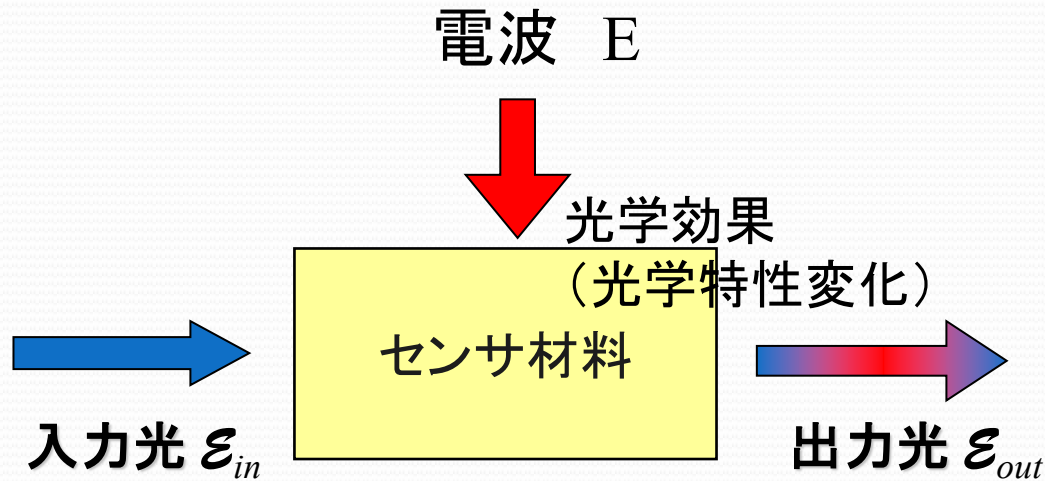 電波 E
光学効果
（光学特性変化）
センサ材料
入力光 ℰin
出力光 ℰout